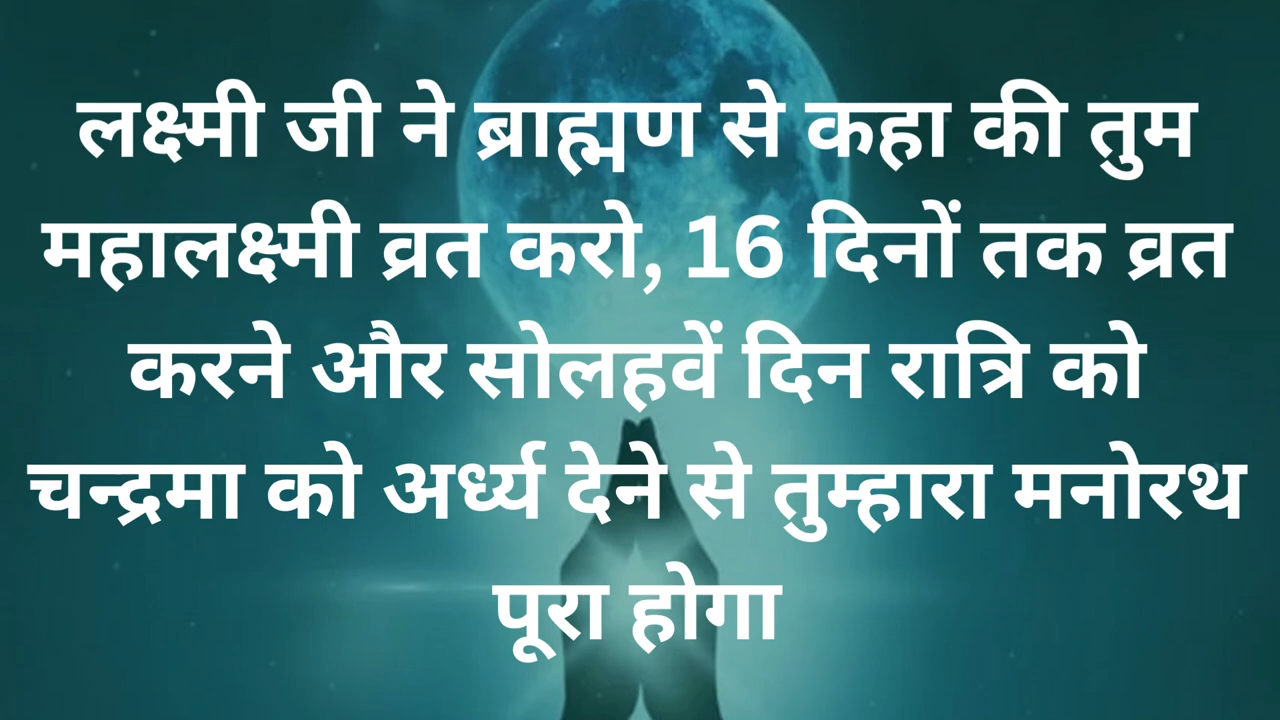 लक्ष्मी जी ने ब्राह्मण से कहा की तुम
महालक्ष्मी व्रत करो, 16 दिनों तक व्रत
करने और सोलहवें दिन रात्रि को
चन्द्रमा को अर्ध्य देने से तुम्हारा मनोरथ
पूरा होगा